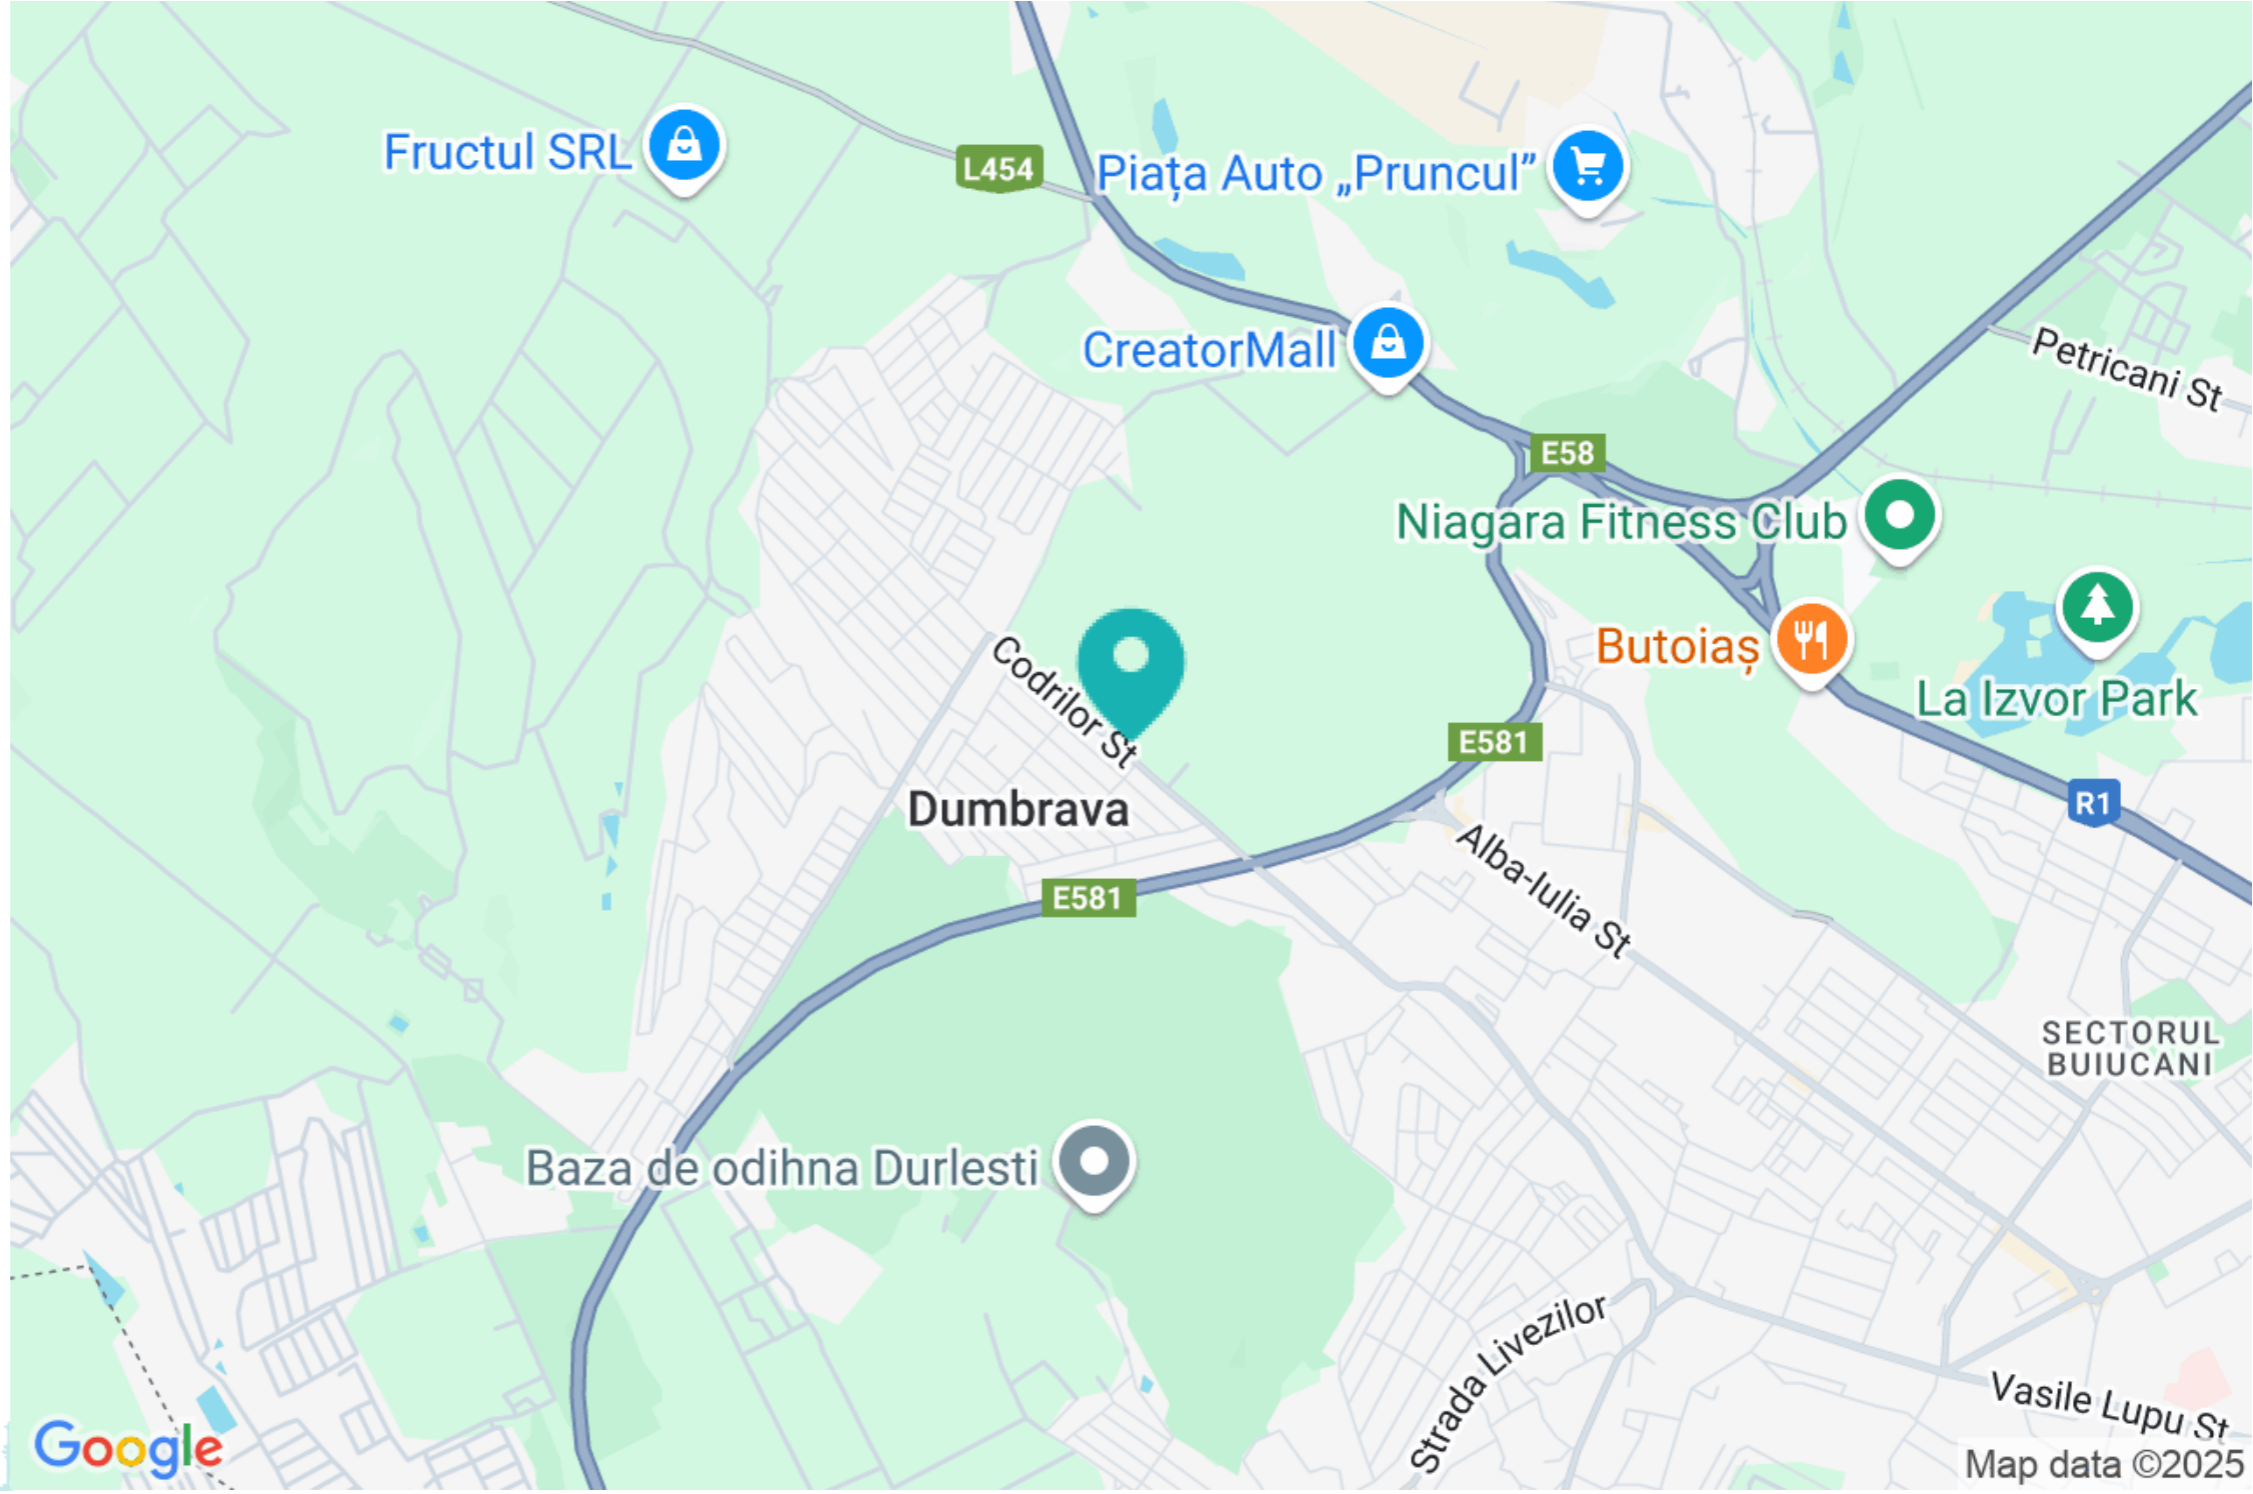 Fructul SRL
L454
Piața Auto „Pruncul”
CreatorMall
Petricani St
E58
Niagara Fitness Club
Butoiaș
La Izvor Park
Codrilor St
E581
Dumbrava
R1
E581
Alba-Iulia St
SECTORUL
BUIUCANI
Baza de odihna Durlesti
Strada Livezilor
Vasile Lupu St
Google
Map data ©2025